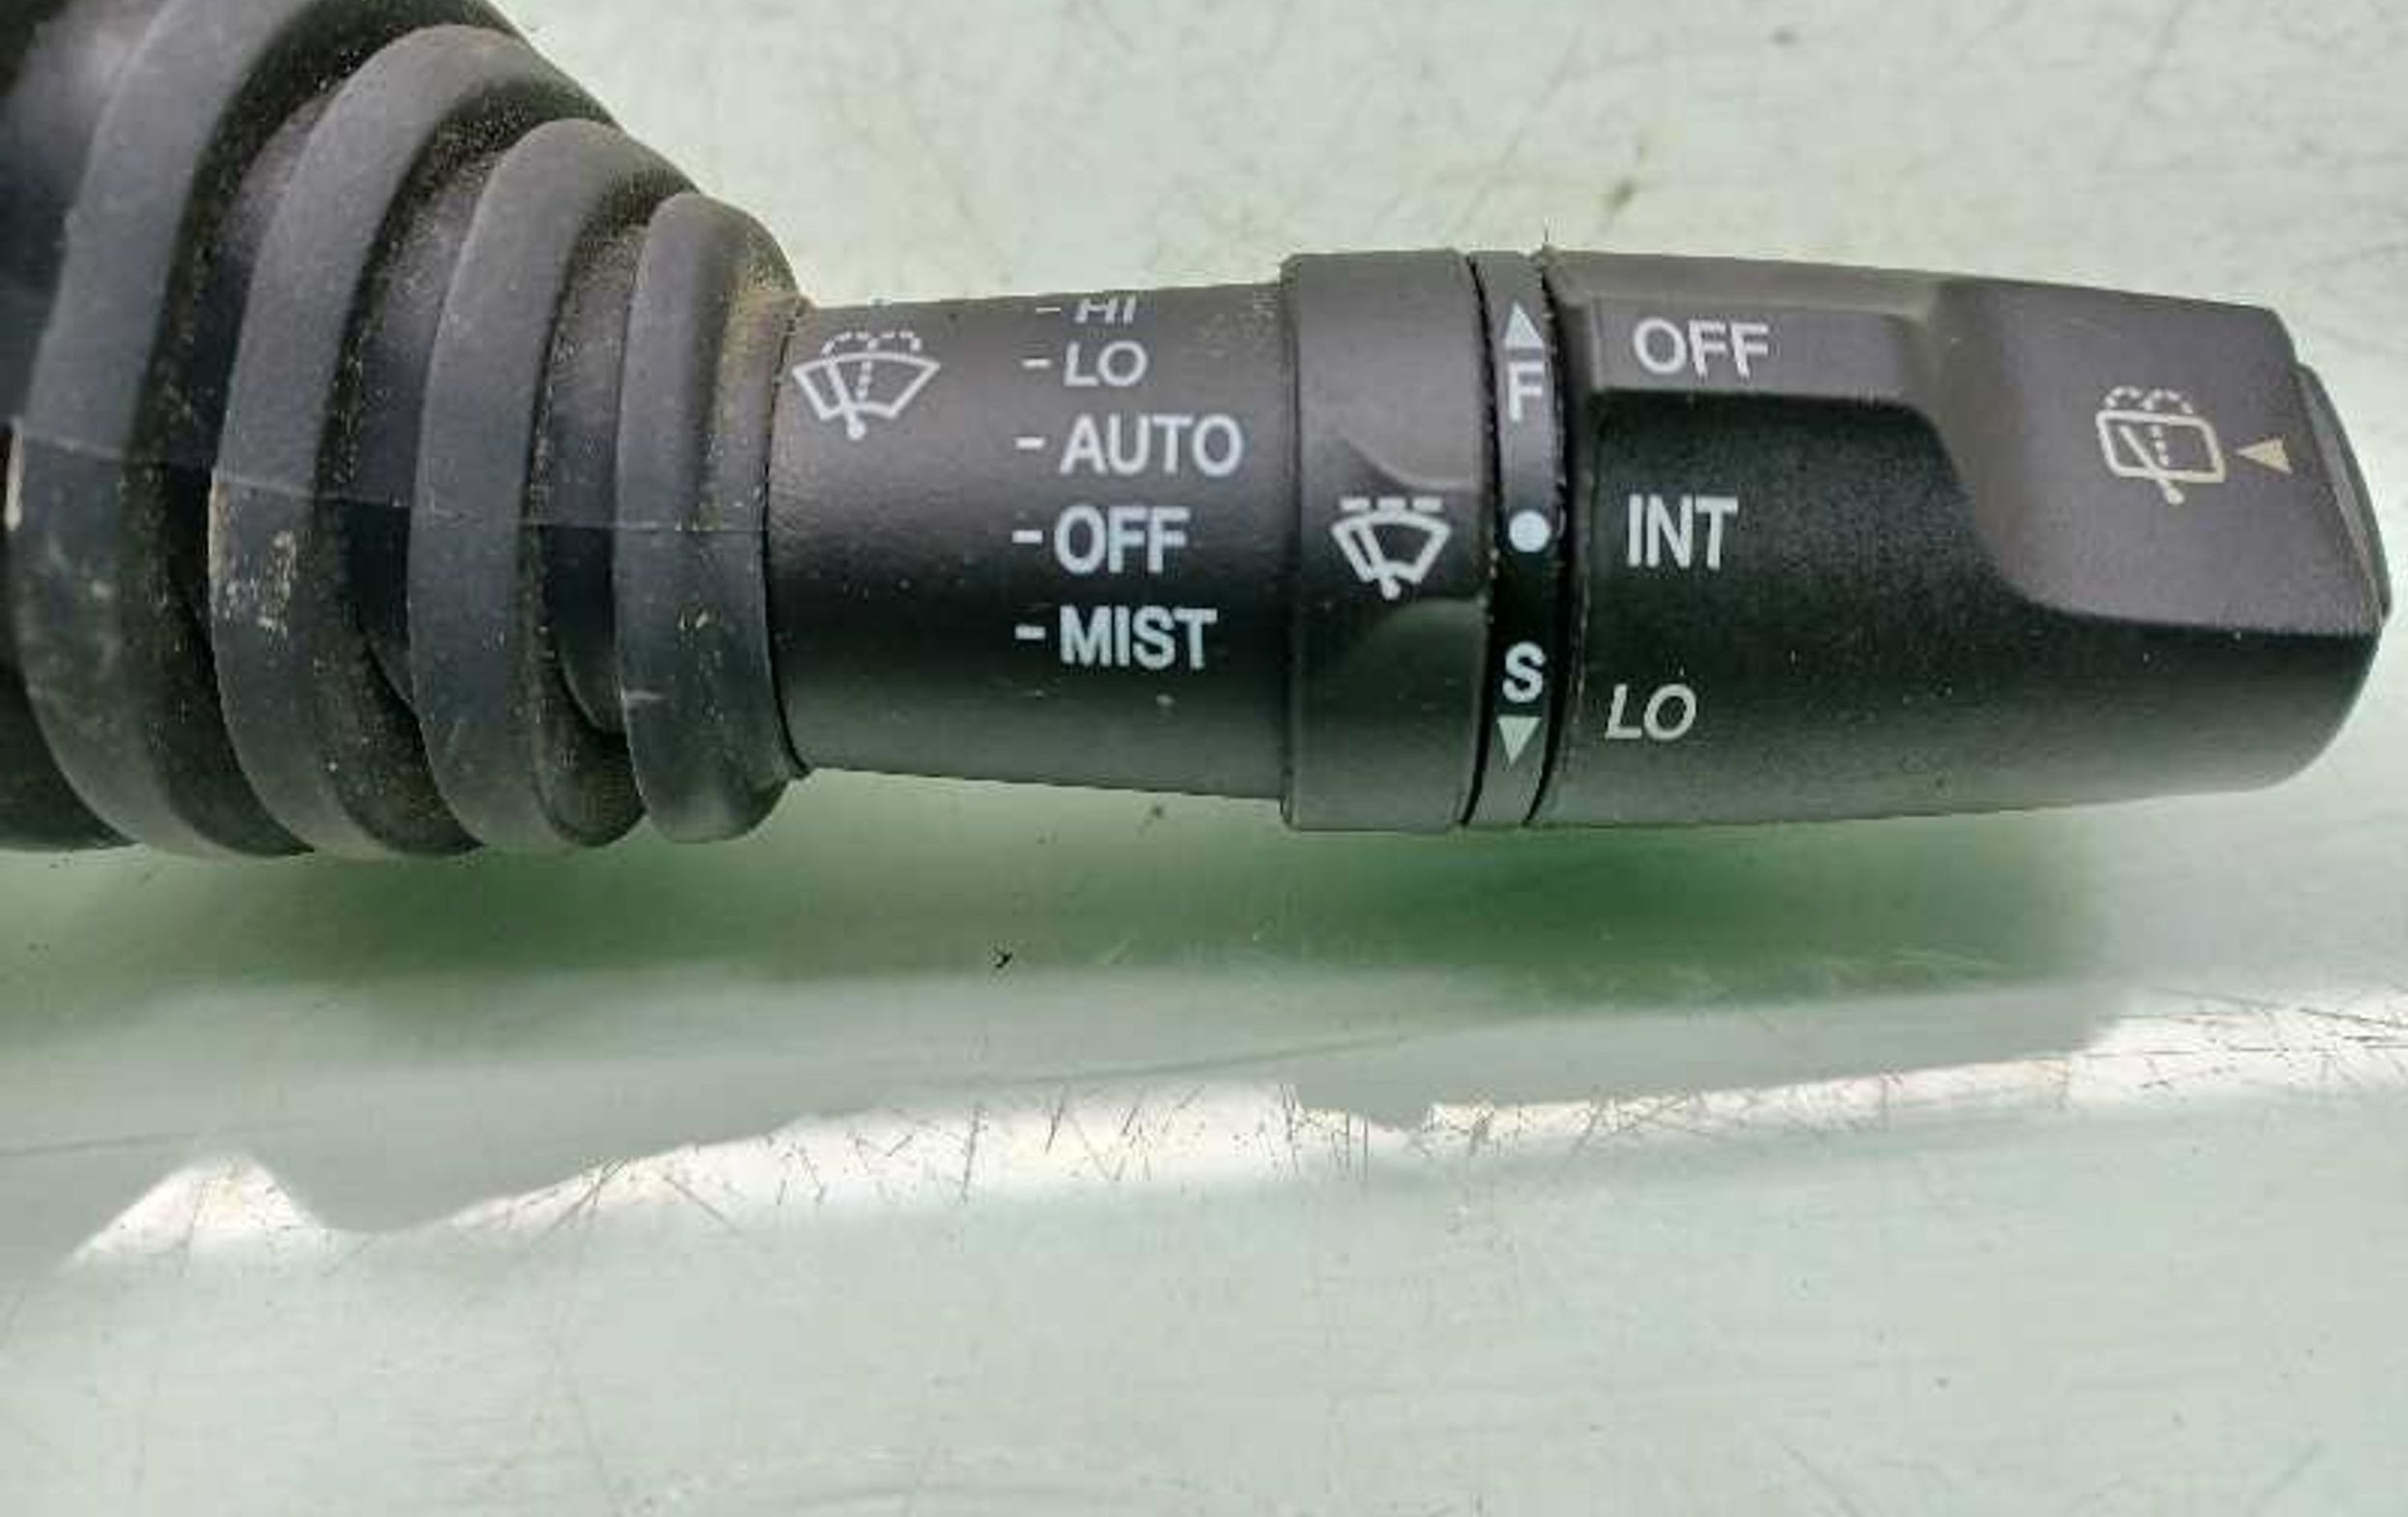 - HI
- LO
- AUTO
- OFF
- MIST
F
S
OFF
INT
LO